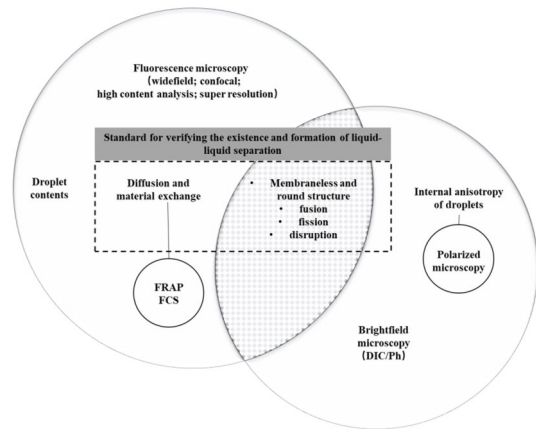 Fluorescence microscopy
(widefield; confocal;
high content analysis; super resolution)
Standard for verifying the existence and formation of liquid-
liquid separation
Droplet
contents
Diffusion and
material exchange
• Membraneless and
round structure
• fusion
• fission
• disruption
Internal anisotropy
of droplets
Polarized
microscopy
FRAP
FCS
Brightfield
microscopy
(DIC/Ph)